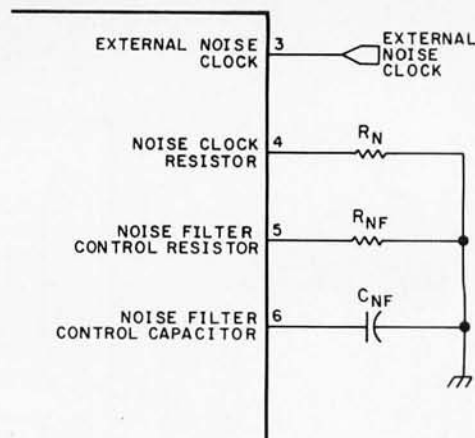 EXTERNAL NOISE
CLOCK
3
EXTERNAL
NOISE
CLOCK
NOISE CLOCK
RESISTOR
4
RN
NOISE FILTER
CONTROL RESISTOR
5
RNF
NOISE FILTER
CONTROL CAPACITOR
6
CNF